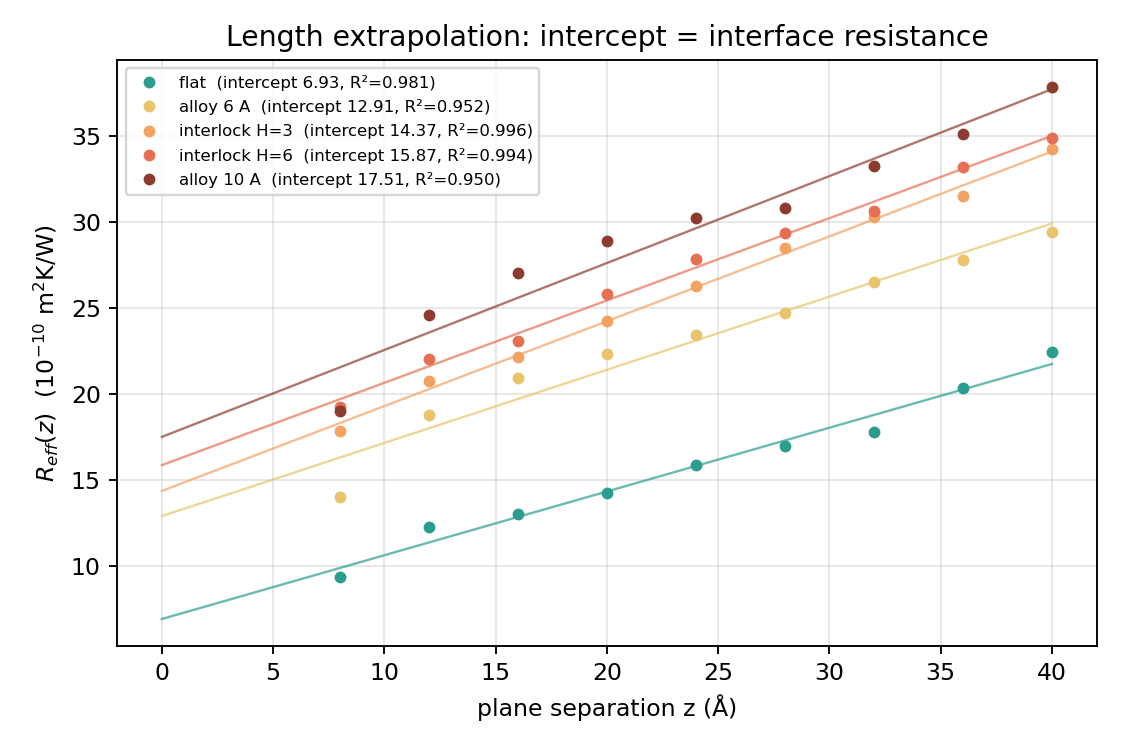 Length extrapolation: intercept = interface resistance
flat (intercept 6.93, R²=0.981)
alloy 6 A (intercept 12.91, R²=0.952)
interlock H=3 (intercept 14.37, R²=0.996)
interlock H=6 (intercept 15.87, R²=0.994)
alloy 10 A (intercept 17.51, R²=0.950)
R_{eff}(z) (10⁻¹⁰ m²K/W)
35
30
25
20
15
10
0 5 10 15 20 25 30 35 40
plane separation z (Å)